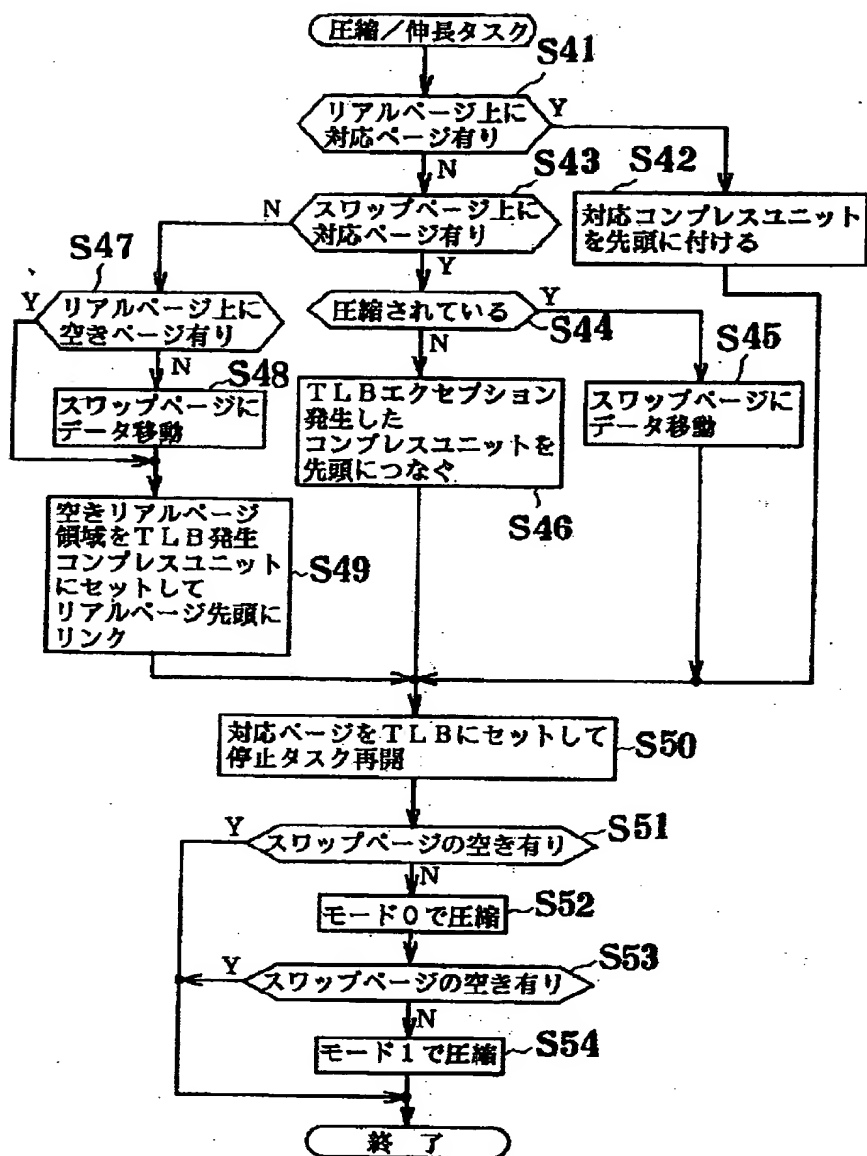 圧縮／伸長タスク
S41
リアルページ上に
対応ページ有り
Y
N
S42
対応コンプレスユニット
を先頭に付ける
S43
スワップページ上に
対応ページ有り
N
Y
S47
リアルページ上に
空きページ有り
Y
N
圧縮されている
S44
Y
N
S48
スワップページに
データ移動
TLBエクセプション
発生した
コンプレスユニットを
先頭につなぐ
S46
S45
スワップページに
データ移動
空きリアルページ
領域をTLB発生
コンプレスユニット
にセットして
リアルページ先頭に
リンク
S49
対応ページをTLBにセットして
停止タスク再開
S50
スワップページの空き有り
S51
Y
N
モード0で圧縮
S52
スワップページの空き有り
S53
Y
N
モード1で圧縮
S54
終 了